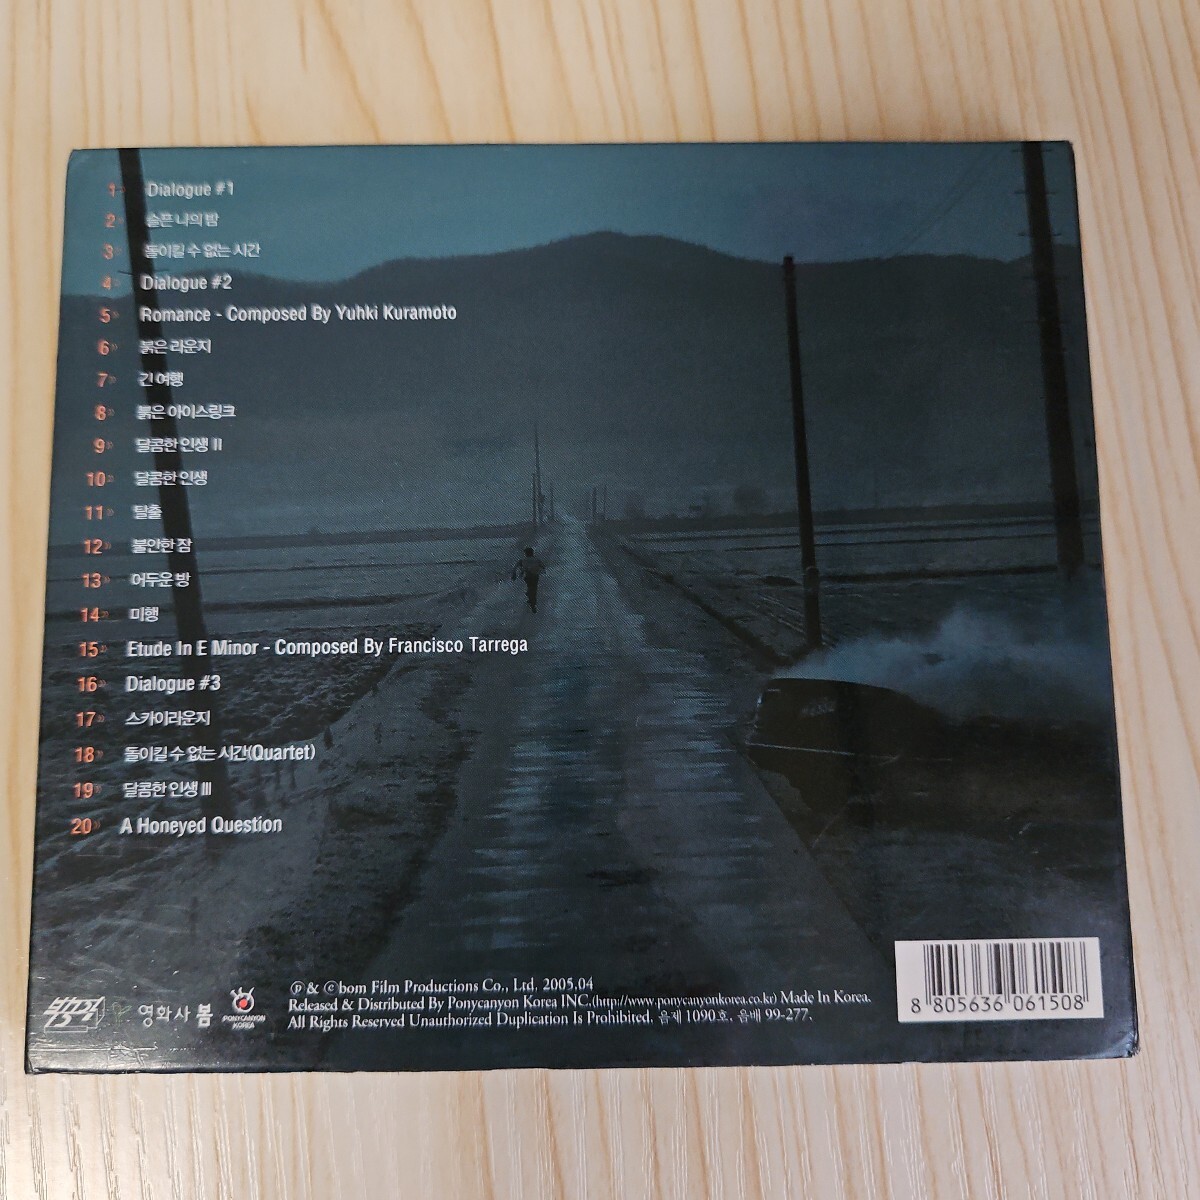 1 Dialogue #1
2 슬픈 나의 밤
3 돌이킬 수 없는 시간
4 Dialogue #2
5 Romance - Composed By Yuhki Kuramoto
6 붉은 라운지
7 긴 여행
8 붉은 아이스링크
9 달콤한 인생 II
10 달콤한 인생
11 탈출
12 불안한 잠
13 어두운 방
14 미행
15 Etude In E Minor - Composed By Francisco Tarrega
16 Dialogue #3
17 스카이라운지
18 돌이킬 수 없는 시간(Quartet)
19 달콤한 인생 III
20 A Honeyed Question
영화사 봄
PONYCANYON
KOREA
ⓟ & ⓒbom Film Productions Co., Ltd. 2005.04
Released & Distributed By Ponycanyon Korea INC.(http://www.ponycanyonkorea.co.kr) Made In Korea.
All Rights Reserved Unauthorized Duplication Is Prohibited. 음제 1090호, 음배 99-277.
8 805636 061508